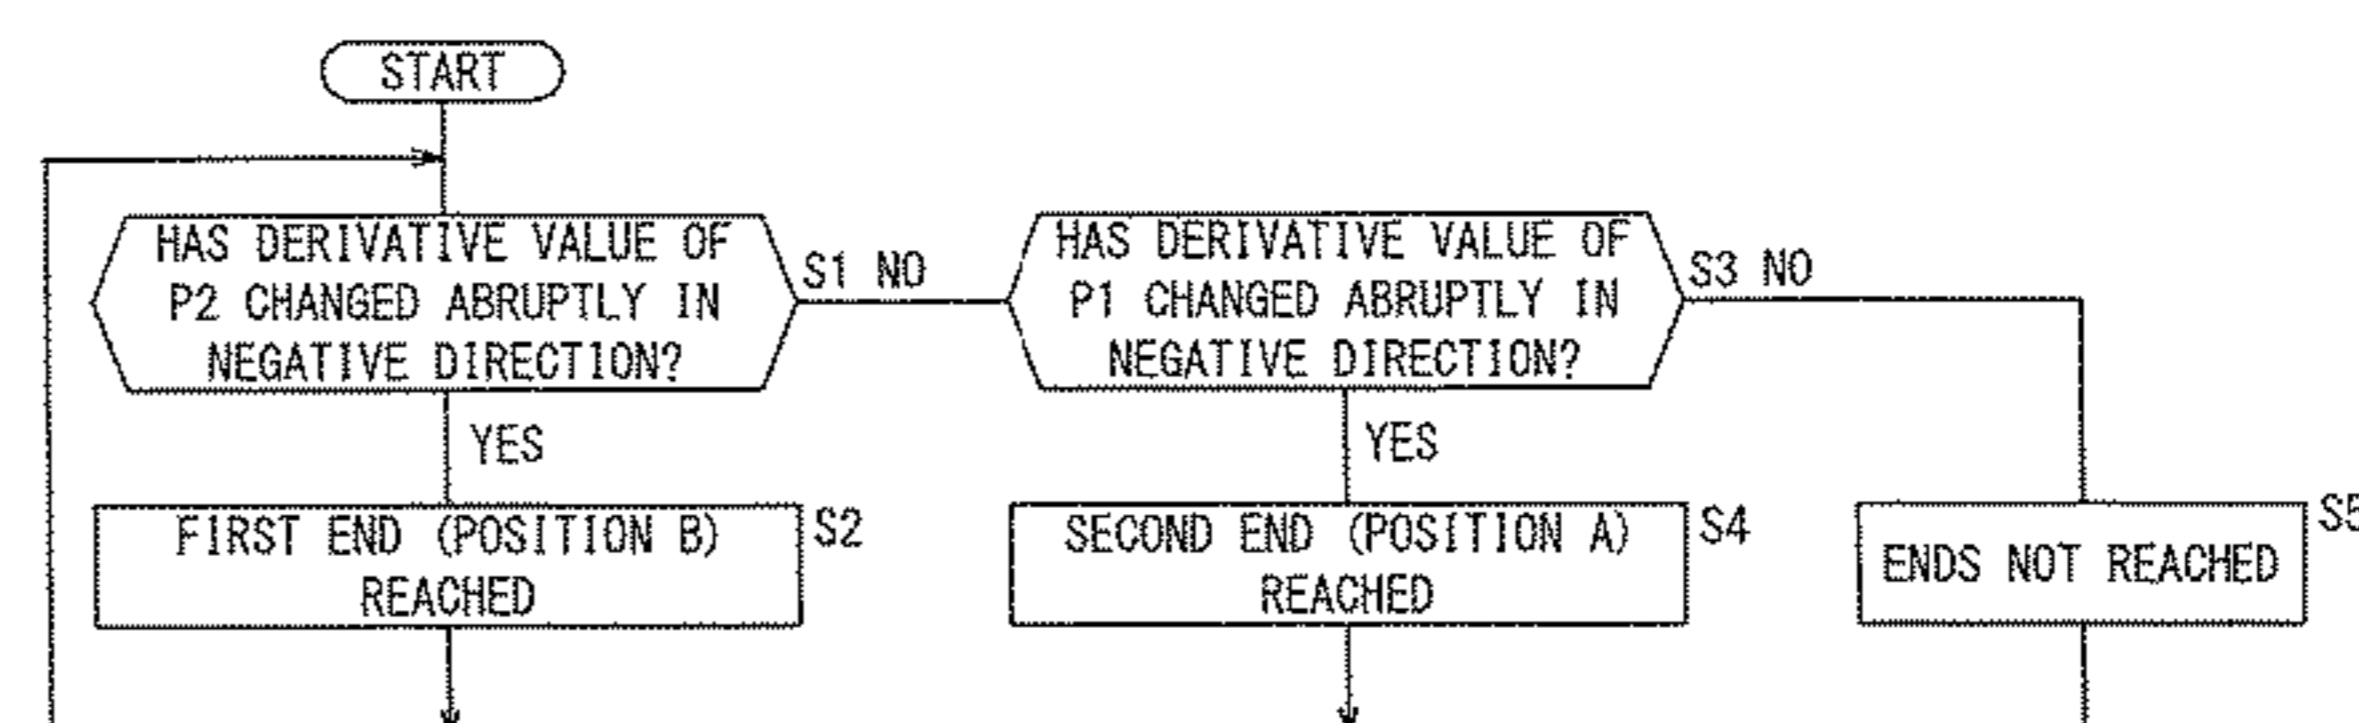 START
HAS DERIVATIVE VALUE OF
P2 CHANGED ABRUPTLY IN
NEGATIVE DIRECTION?
S1 NO
HAS DERIVATIVE VALUE OF
P1 CHANGED ABRUPTLY IN
NEGATIVE DIRECTION?
S3 NO
YES
YES
FIRST END (POSITION B)
REACHED
S2
SECOND END (POSITION A)
REACHED
S4
ENDS NOT REACHED
S5